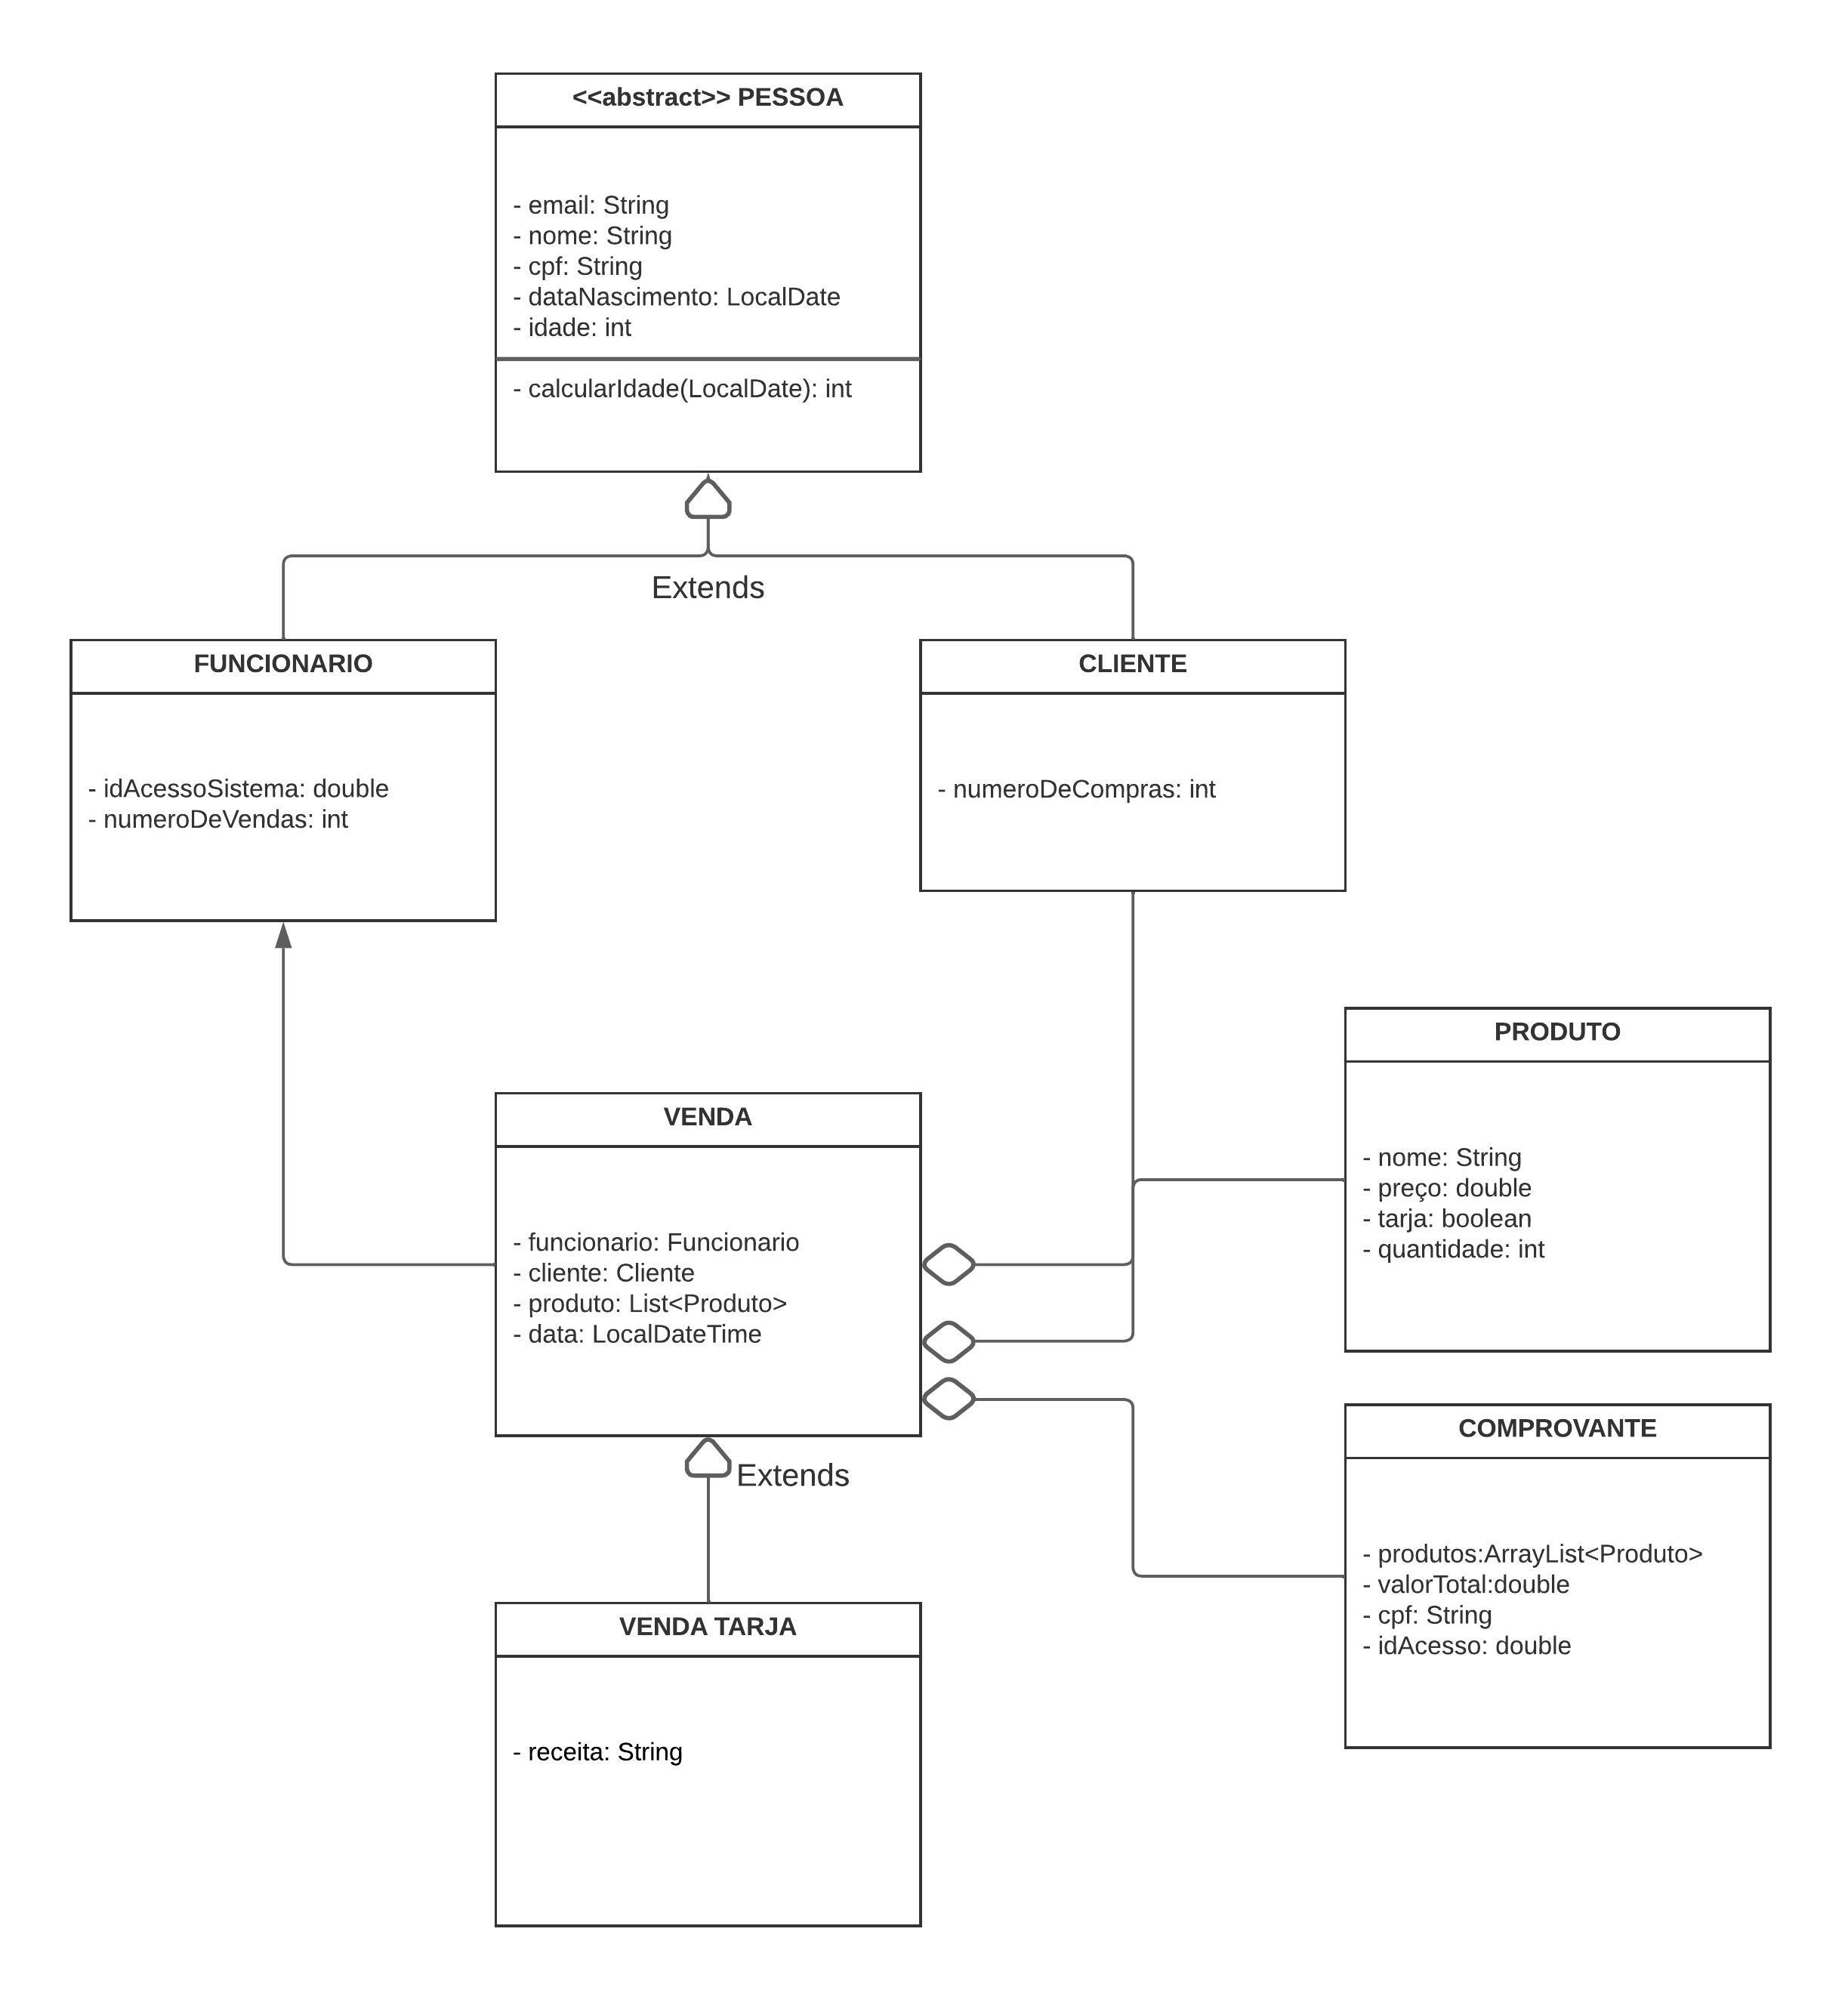 <<abstract>> PESSOA
- email: String
- nome: String
- cpf: String
- dataNascimento: LocalDate
- idade: int
- calcularIdade(LocalDate): int
Extends
FUNCIONARIO
- idAcessoSistema: double
- numeroDeVendas: int
CLIENTE
- numeroDeCompras: int
PRODUTO
- nome: String
- preço: double
- tarja: boolean
- quantidade: int
VENDA
- funcionario: Funcionario
- cliente: Cliente
- produto: List<Produto>
- data: LocalDateTime
Extends
COMPROVANTE
- produtos:ArrayList<Produto>
- valorTotal:double
- cpf: String
- idAcesso: double
VENDA TARJA
- receita: String